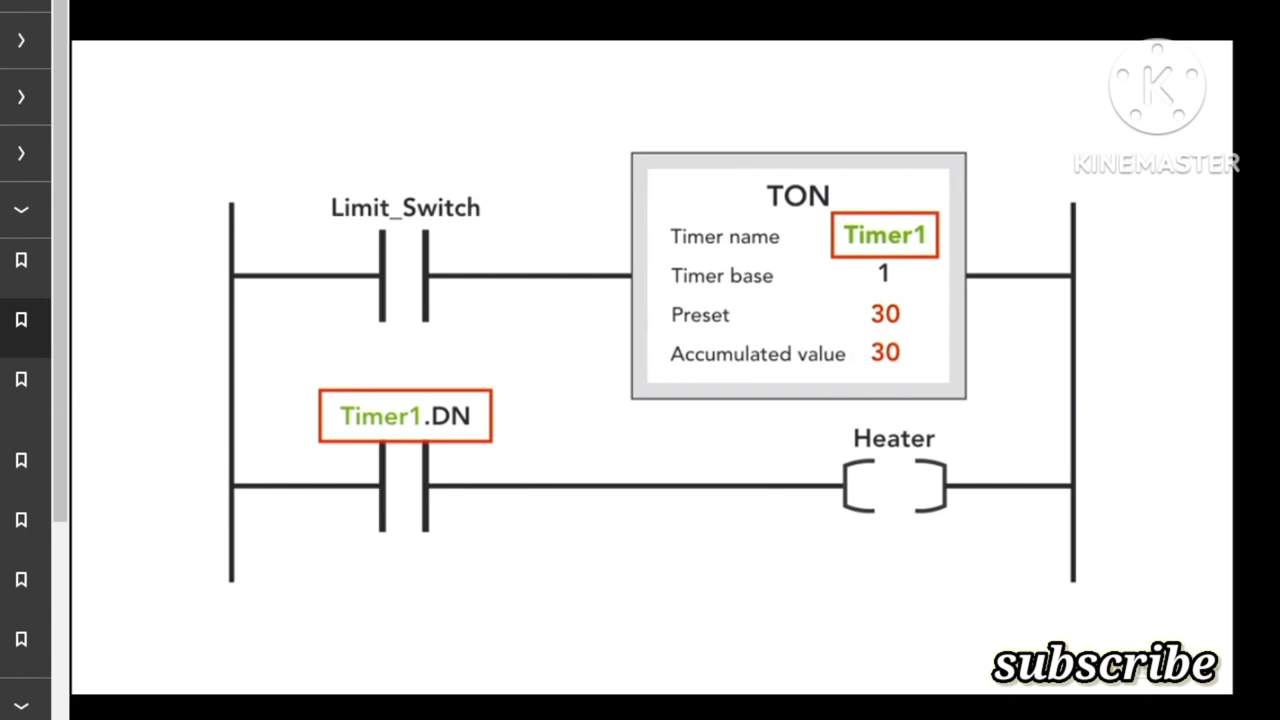 K
KINEMASTER
TON
Limit_Switch
Timer name Timer1
Timer base 1
Preset 30
Accumulated value 30
Timer1.DN
Heater
subscribe